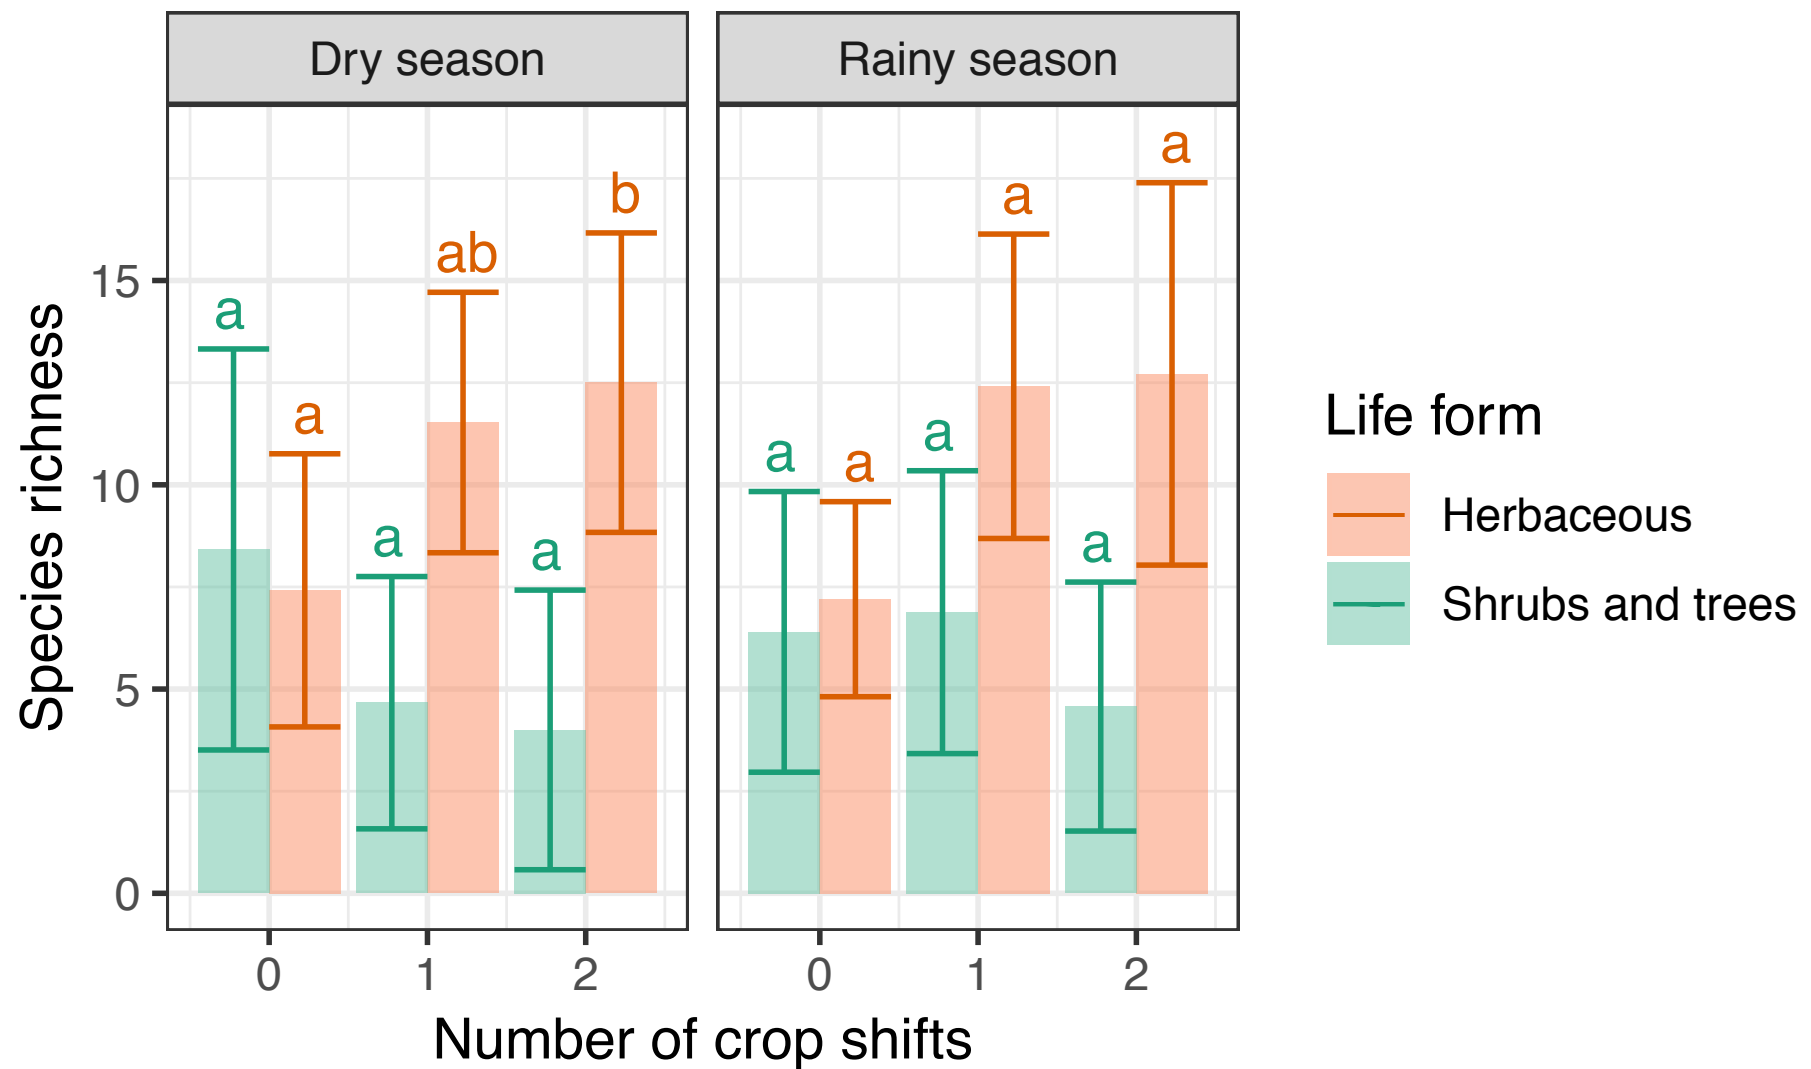 Dry season
Rainy season
a
a
a
ab
a
b
a
a
a
a
a
a
Species richness
15
10
5
0
0
1
2
0
1
2
Number of crop shifts
Life form
Herbaceous
Shrubs and trees